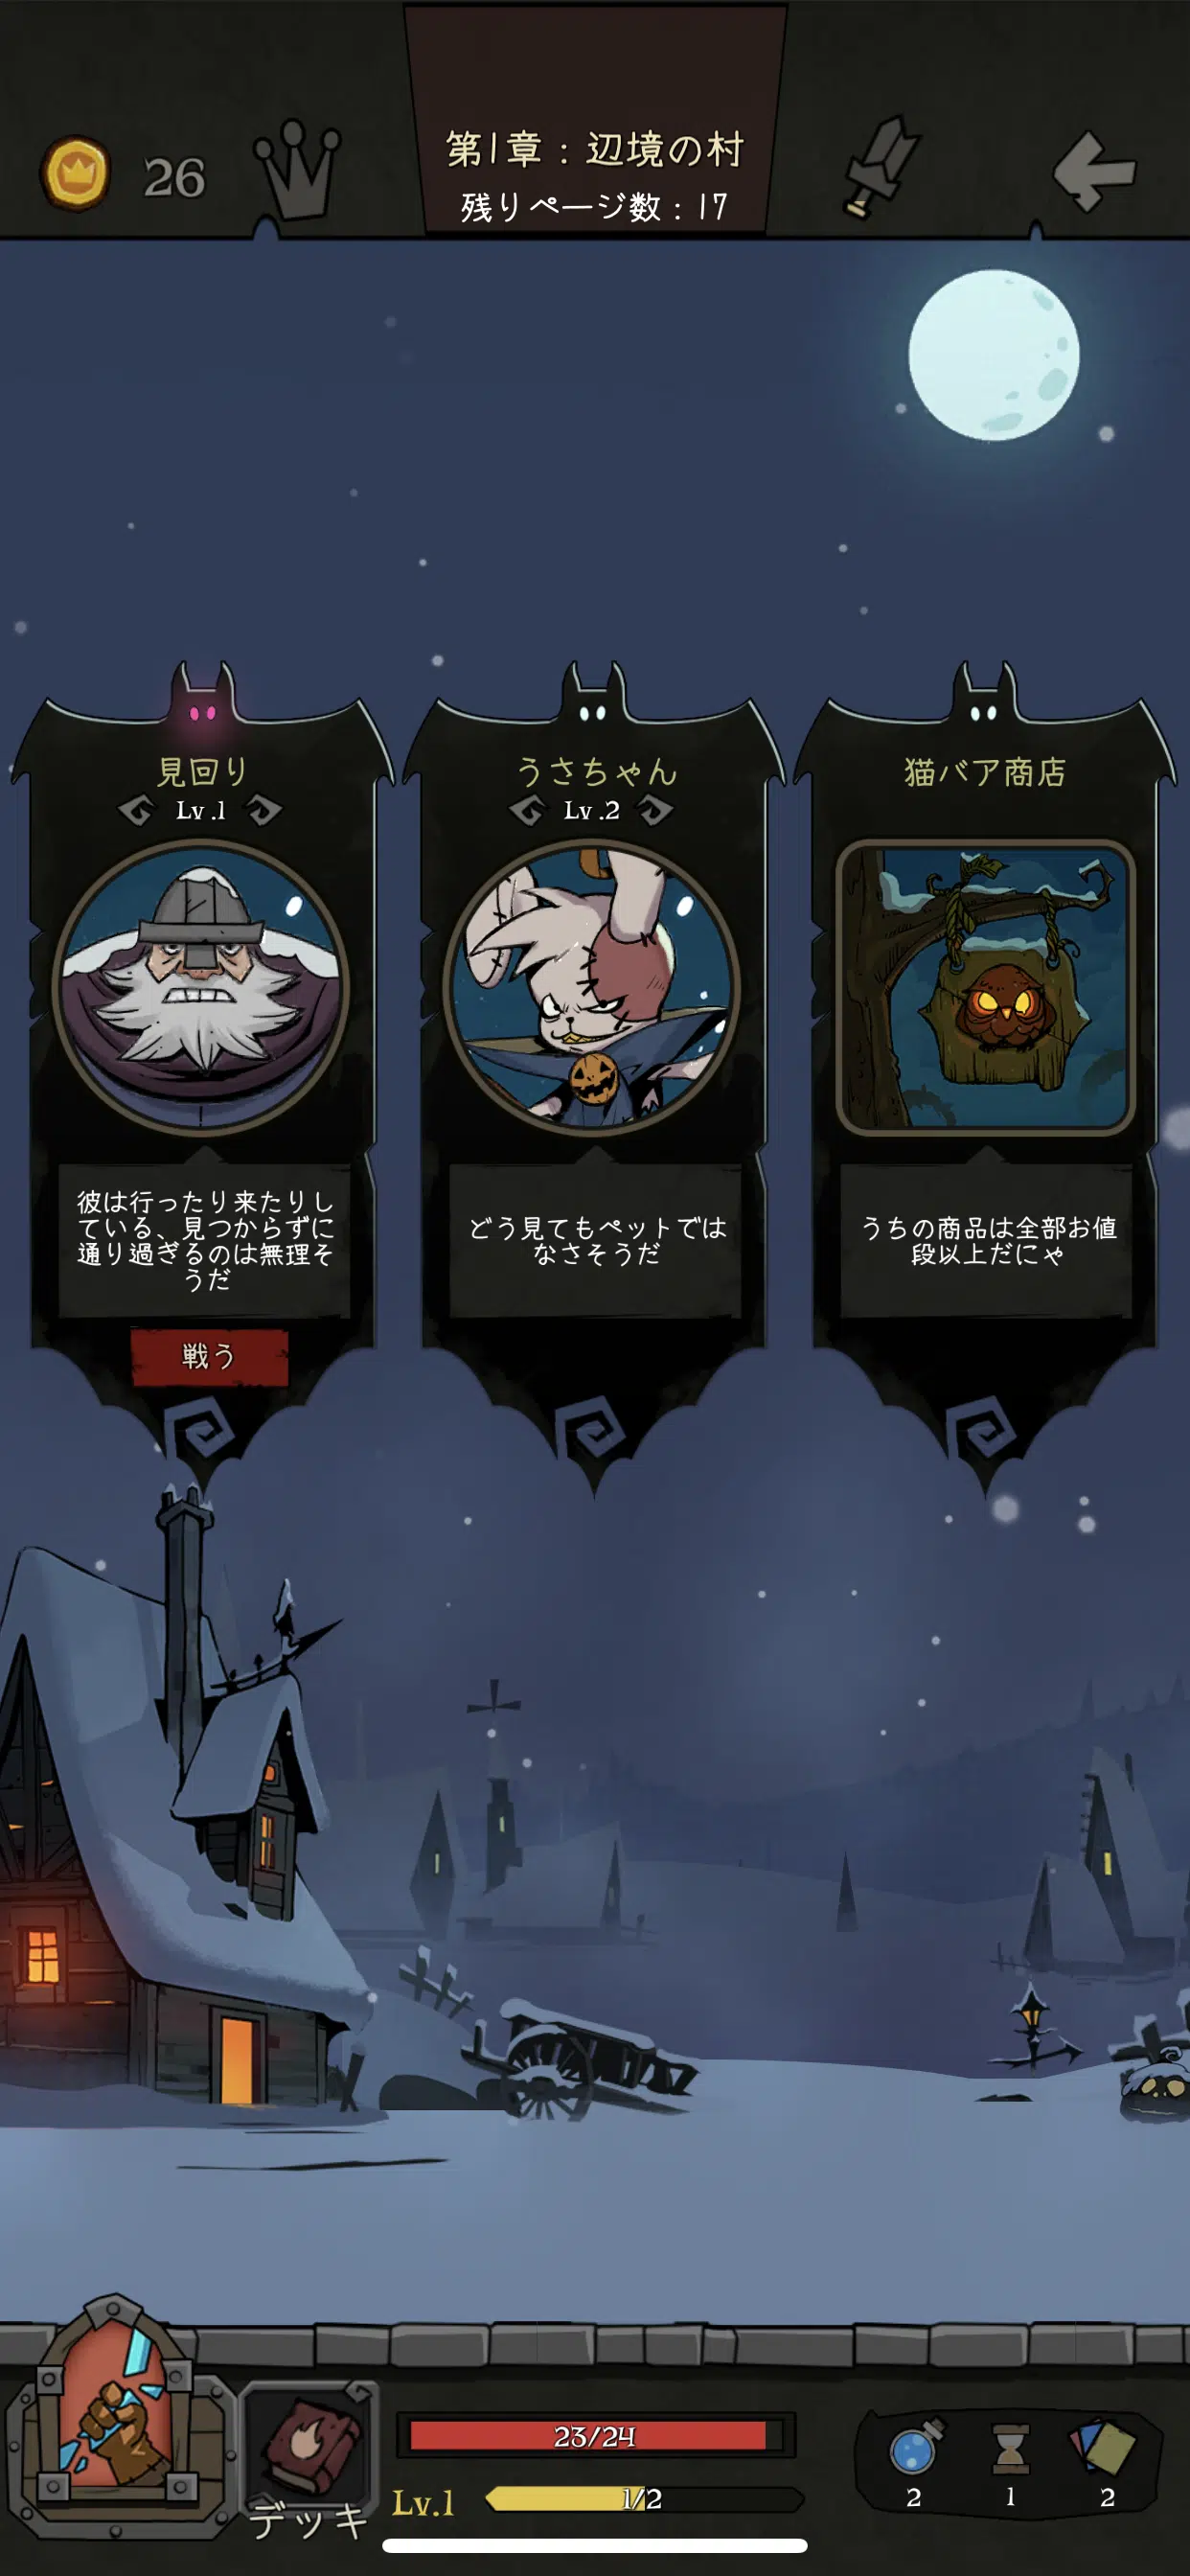 26
第1章：辺境の村
残りページ数：17
見回り
Lv.1
彼は行ったり来たりし
ている、見つからずに
通り過ぎるのは無理そ
うだ
戦う
うさちゃん
Lv.2
どう見てもペットでは
なさそうだ
猫バア商店
うちの商品は全部お値
段以上だにゃ
デッキ
23/24
Lv.1
1/2
2
1
2